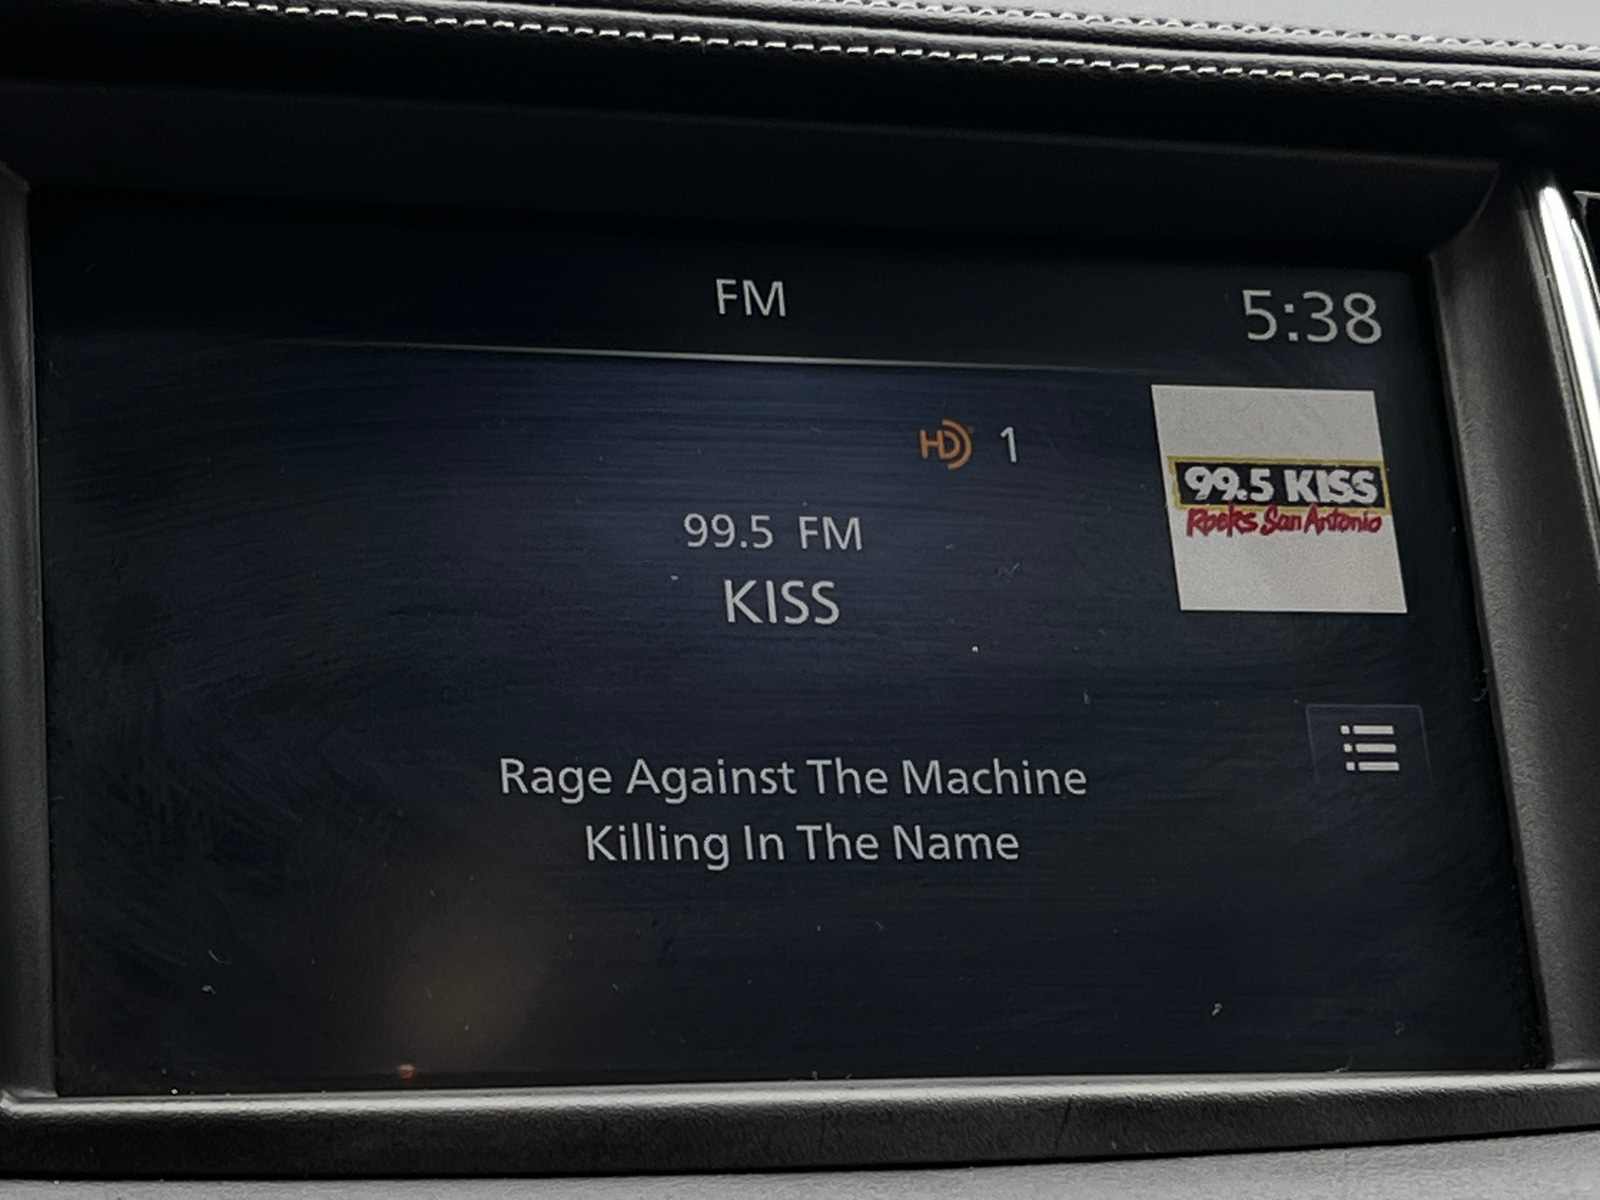 FM
5:38
HD 1
99.5 KISS
Rocks San Antonio
99.5 FM
KISS
Rage Against The Machine
Killing In The Name